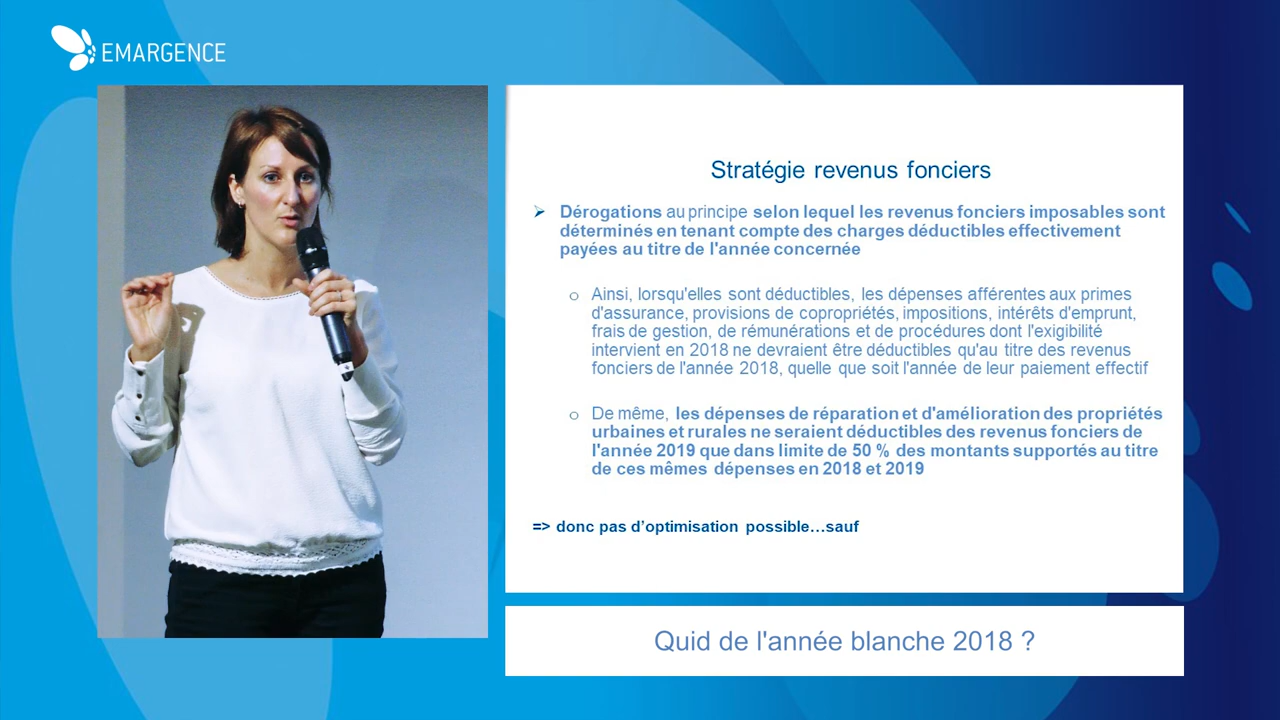 EMARGENCE
Stratégie revenus fonciers
➢ Dérogations au principe selon lequel les revenus fonciers imposables sont
déterminés en tenant compte des charges déductibles effectivement
payées au titre de l'année concernée
o Ainsi, lorsqu'elles sont déductibles, les dépenses afférentes aux primes
d'assurance, provisions de copropriétés, impositions, intérêts d'emprunt,
frais de gestion, de rémunérations et de procédures dont l'exigibilité
intervient en 2018 ne devraient être déductibles qu'au titre des revenus
fonciers de l'année 2018, quelle que soit l'année de leur paiement effectif
o De même, les dépenses de réparation et d'amélioration des propriétés
urbaines et rurales ne seraient déductibles des revenus fonciers de
l'année 2019 que dans limite de 50 % des montants supportés au titre
de ces mêmes dépenses en 2018 et 2019
=> donc pas d’optimisation possible…sauf
Quid de l'année blanche 2018 ?